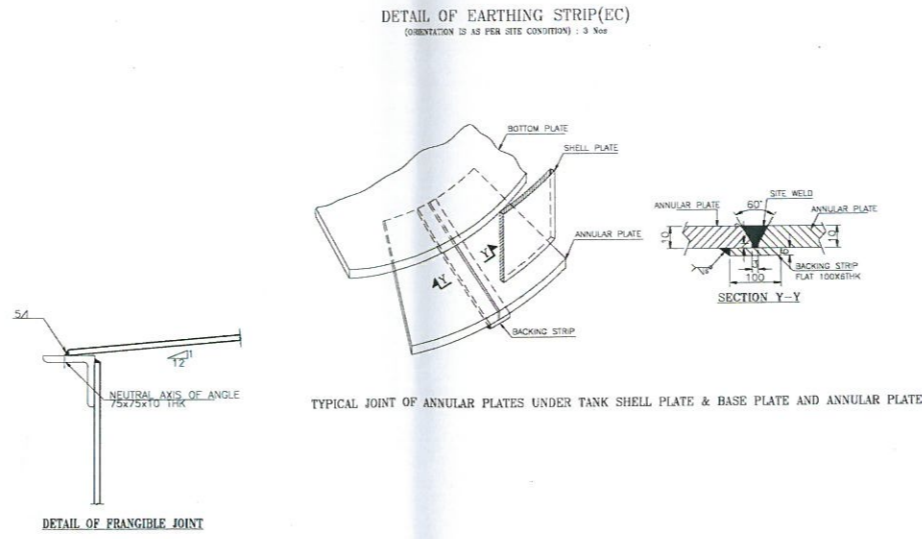 DETAIL OF EARTHING STRIP(EC)
(ORIENTATION IS AS PER SITE CONDITION) : 3 Nos
BOTTOM PLATE
SHELL PLATE
ANNULAR PLATE
BACKING STRIP
Y
Y
SITE WELD
60°
ANNULAR PLATE
ANNULAR PLATE
10
10
6
100
BACKING STRIP
FLAT 100X6THK
SECTION Y-Y
TYPICAL JOINT OF ANNULAR PLATES UNDER TANK SHELL PLATE & BASE PLATE AND ANNULAR PLATE
5
1
12
NEUTRAL AXIS OF ANGLE
75x75x10 THK
DETAIL OF FRANGIBLE JOINT